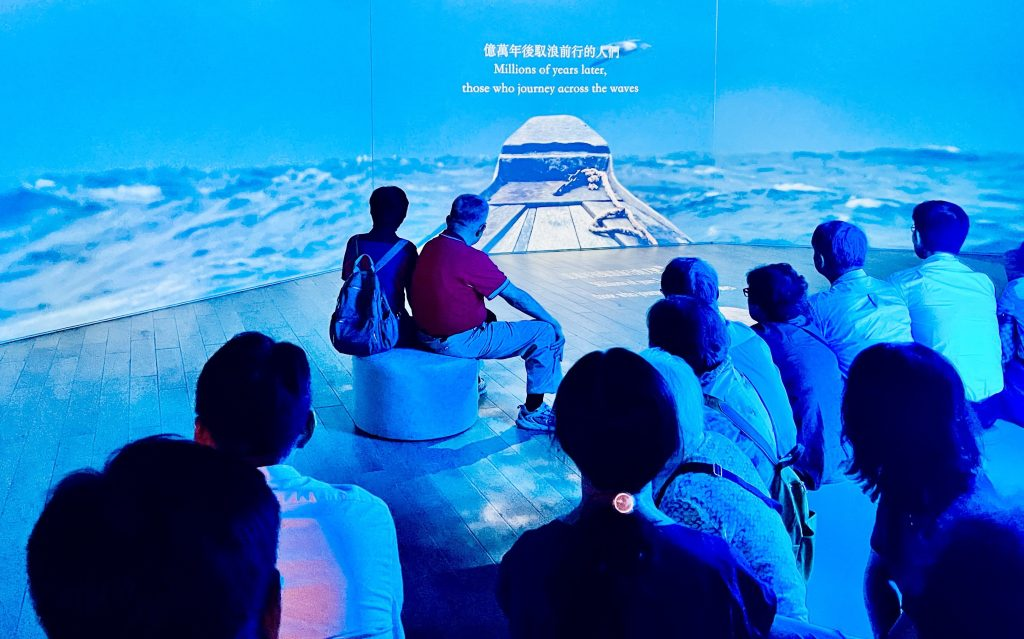 億萬年後馭浪前行的人們
Millions of years later,
those who journey across the waves